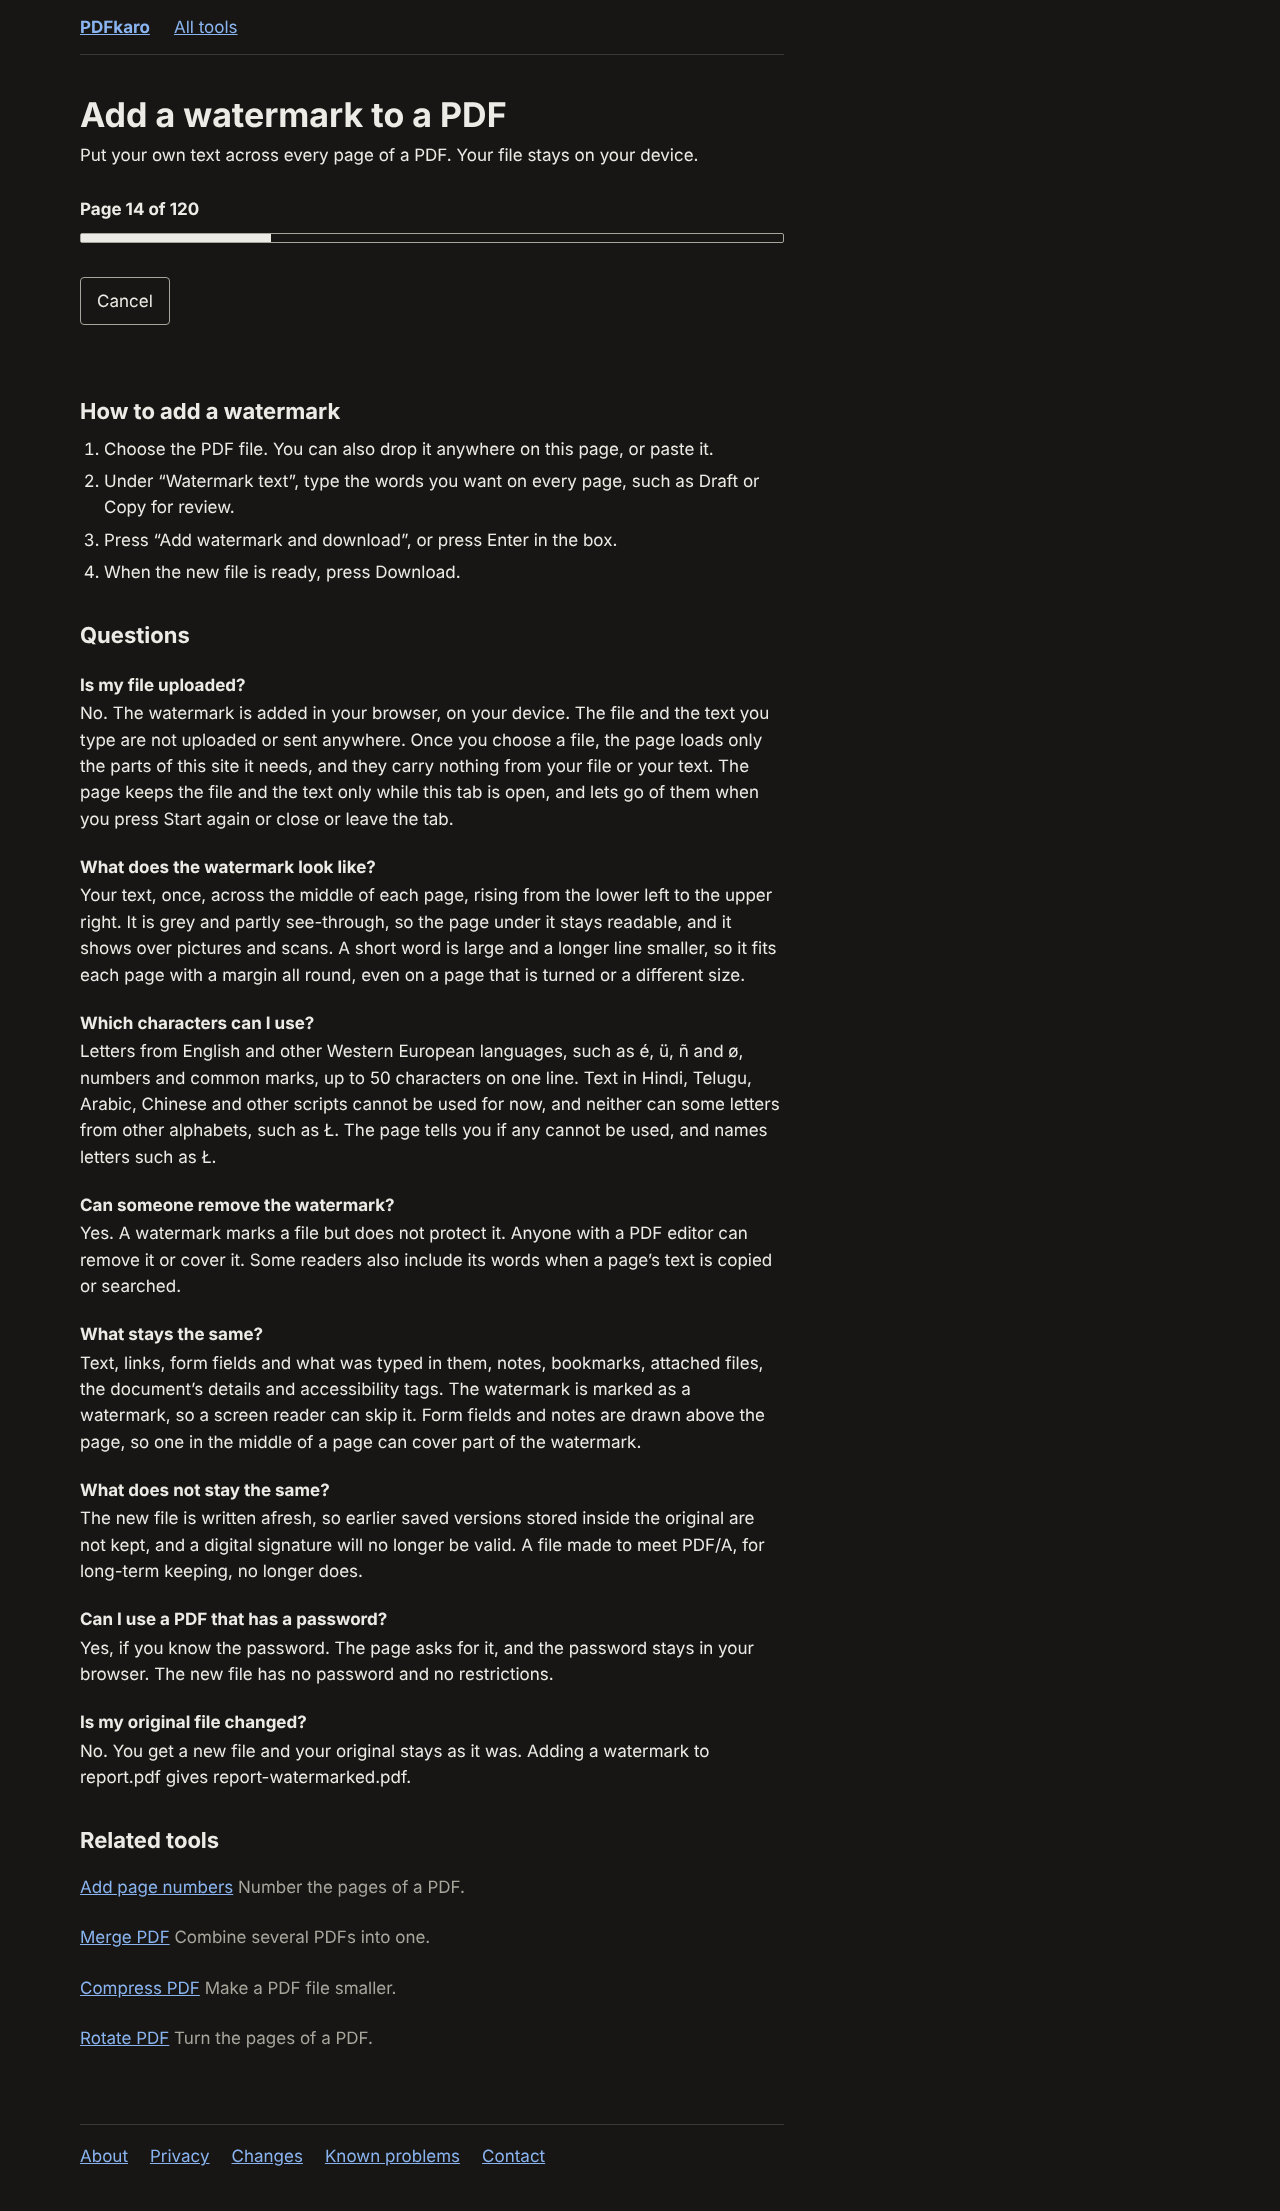 PDFkaro All tools
Add a watermark to a PDF
Put your own text across every page of a PDF. Your file stays on your device.
Page 14 of 120
Cancel
How to add a watermark
1. Choose the PDF file. You can also drop it anywhere on this page, or paste it.
2. Under “Watermark text”, type the words you want on every page, such as Draft or
Copy for review.
3. Press “Add watermark and download”, or press Enter in the box.
4. When the new file is ready, press Download.
Questions
Is my file uploaded?
No. The watermark is added in your browser, on your device. The file and the text you
type are not uploaded or sent anywhere. Once you choose a file, the page loads only
the parts of this site it needs, and they carry nothing from your file or your text. The
page keeps the file and the text only while this tab is open, and lets go of them when
you press Start again or close or leave the tab.
What does the watermark look like?
Your text, once, across the middle of each page, rising from the lower left to the upper
right. It is grey and partly see-through, so the page under it stays readable, and it
shows over pictures and scans. A short word is large and a longer line smaller, so it fits
each page with a margin all round, even on a page that is turned or a different size.
Which characters can I use?
Letters from English and other Western European languages, such as é, ü, ñ and ø,
numbers and common marks, up to 50 characters on one line. Text in Hindi, Telugu,
Arabic, Chinese and other scripts cannot be used for now, and neither can some letters
from other alphabets, such as Ł. The page tells you if any cannot be used, and names
letters such as Ł.
Can someone remove the watermark?
Yes. A watermark marks a file but does not protect it. Anyone with a PDF editor can
remove it or cover it. Some readers also include its words when a page’s text is copied
or searched.
What stays the same?
Text, links, form fields and what was typed in them, notes, bookmarks, attached files,
the document’s details and accessibility tags. The watermark is marked as a
watermark, so a screen reader can skip it. Form fields and notes are drawn above the
page, so one in the middle of a page can cover part of the watermark.
What does not stay the same?
The new file is written afresh, so earlier saved versions stored inside the original are
not kept, and a digital signature will no longer be valid. A file made to meet PDF/A, for
long-term keeping, no longer does.
Can I use a PDF that has a password?
Yes, if you know the password. The page asks for it, and the password stays in your
browser. The new file has no password and no restrictions.
Is my original file changed?
No. You get a new file and your original stays as it was. Adding a watermark to
report.pdf gives report-watermarked.pdf.
Related tools
Add page numbers Number the pages of a PDF.
Merge PDF Combine several PDFs into one.
Compress PDF Make a PDF file smaller.
Rotate PDF Turn the pages of a PDF.
About Privacy Changes Known problems Contact